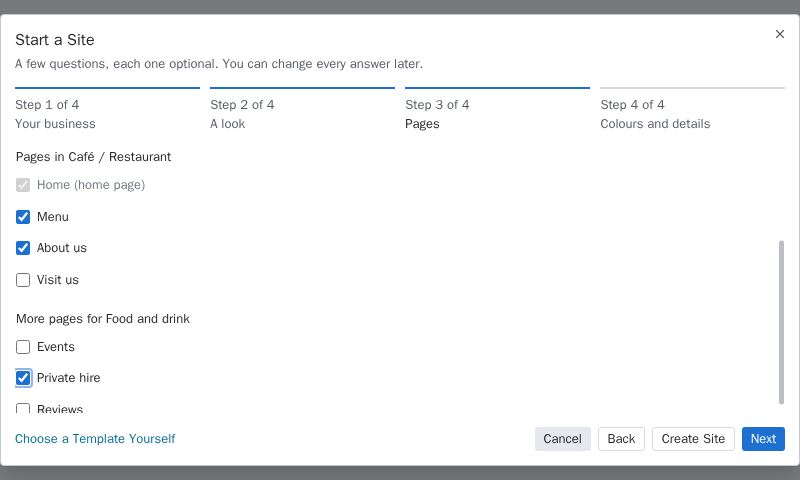 Start a Site
A few questions, each one optional. You can change every answer later.
Step 1 of 4
Your business
Step 2 of 4
A look
Step 3 of 4
Pages
Step 4 of 4
Colours and details
Pages in Café / Restaurant
Home (home page)
Menu
About us
Visit us
More pages for Food and drink
Events
Private hire
Reviews
Choose a Template Yourself
Cancel
Back
Create Site
Next